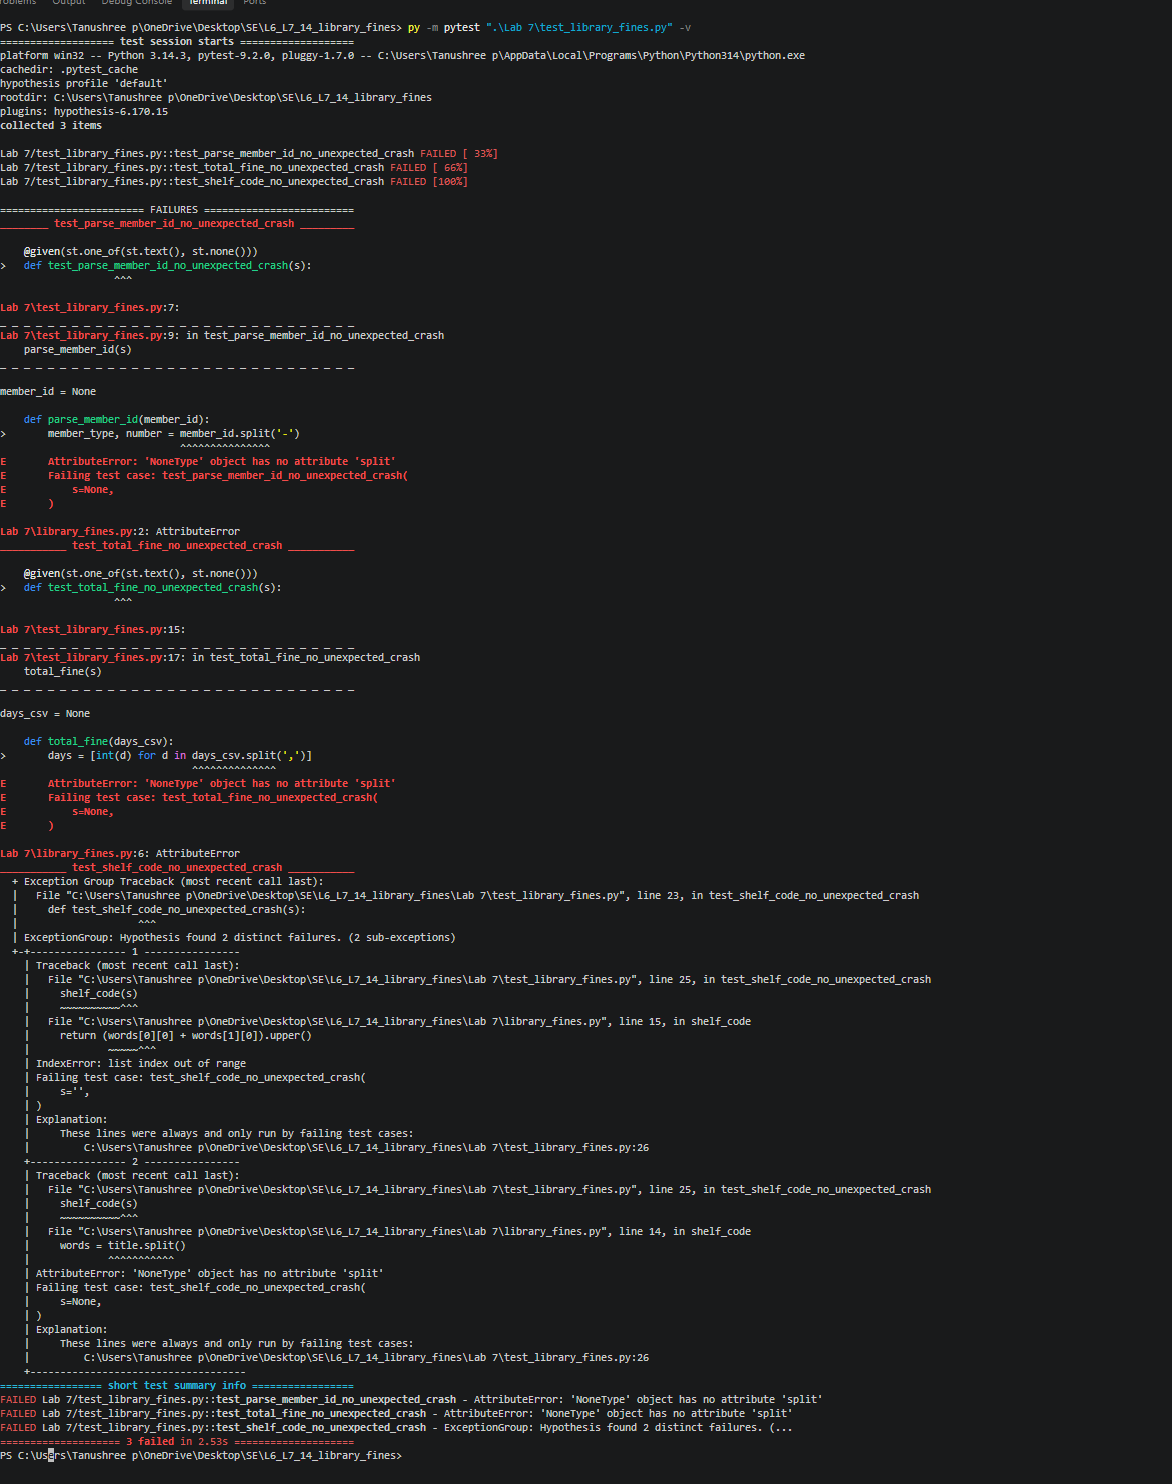 roblems Output Debug Console Terminal Ports
PS C:\Users\Tanushree p\OneDrive\Desktop\SE\L6_L7_14_library_fines> py -m pytest ".\Lab 7\test_library_fines.py" -v
=================== test session starts ===================
platform win32 -- Python 3.14.3, pytest-9.2.0, pluggy-1.7.0 -- C:\Users\Tanushree p\AppData\Local\Programs\Python\Python314\python.exe
cachedir: .pytest_cache
hypothesis profile 'default'
rootdir: C:\Users\Tanushree p\OneDrive\Desktop\SE\L6_L7_14_library_fines
plugins: hypothesis-6.170.15
collected 3 items
Lab 7/test_library_fines.py::test_parse_member_id_no_unexpected_crash FAILED [ 33%]
Lab 7/test_library_fines.py::test_total_fine_no_unexpected_crash FAILED [ 66%]
Lab 7/test_library_fines.py::test_shelf_code_no_unexpected_crash FAILED [100%]
======================== FAILURES =========================
________ test_parse_member_id_no_unexpected_crash _________
    @given(st.one_of(st.text(), st.none()))
>   def test_parse_member_id_no_unexpected_crash(s):
                   ^^^
Lab 7\test_library_fines.py:7:
_ _ _ _ _ _ _ _ _ _ _ _ _ _ _ _ _ _ _ _ _ _ _ _ _ _ _ _ _ _
Lab 7\test_library_fines.py:9: in test_parse_member_id_no_unexpected_crash
    parse_member_id(s)
_ _ _ _ _ _ _ _ _ _ _ _ _ _ _ _ _ _ _ _ _ _ _ _ _ _ _ _ _ _
member_id = None
    def parse_member_id(member_id):
>       member_type, number = member_id.split('-')
                              ^^^^^^^^^^^^^^^
E       AttributeError: 'NoneType' object has no attribute 'split'
E       Failing test case: test_parse_member_id_no_unexpected_crash(
E           s=None,
E       )
Lab 7\library_fines.py:2: AttributeError
___________ test_total_fine_no_unexpected_crash ___________
    @given(st.one_of(st.text(), st.none()))
>   def test_total_fine_no_unexpected_crash(s):
                   ^^^
Lab 7\test_library_fines.py:15:
_ _ _ _ _ _ _ _ _ _ _ _ _ _ _ _ _ _ _ _ _ _ _ _ _ _ _ _ _ _
Lab 7\test_library_fines.py:17: in test_total_fine_no_unexpected_crash
    total_fine(s)
_ _ _ _ _ _ _ _ _ _ _ _ _ _ _ _ _ _ _ _ _ _ _ _ _ _ _ _ _ _
days_csv = None
    def total_fine(days_csv):
>       days = [int(d) for d in days_csv.split(',')]
                                ^^^^^^^^^^^^^^
E       AttributeError: 'NoneType' object has no attribute 'split'
E       Failing test case: test_total_fine_no_unexpected_crash(
E           s=None,
E       )
Lab 7\library_fines.py:6: AttributeError
___________ test_shelf_code_no_unexpected_crash ___________
  + Exception Group Traceback (most recent call last):
  |   File "C:\Users\Tanushree p\OneDrive\Desktop\SE\L6_L7_14_library_fines\Lab 7\test_library_fines.py", line 23, in test_shelf_code_no_unexpected_crash
  |     def test_shelf_code_no_unexpected_crash(s):
  |                    ^^^
  | ExceptionGroup: Hypothesis found 2 distinct failures. (2 sub-exceptions)
  +-+---------------- 1 ----------------
    | Traceback (most recent call last):
    |   File "C:\Users\Tanushree p\OneDrive\Desktop\SE\L6_L7_14_library_fines\Lab 7\test_library_fines.py", line 25, in test_shelf_code_no_unexpected_crash
    |     shelf_code(s)
    |     ~~~~~~~~~~^^^
    |   File "C:\Users\Tanushree p\OneDrive\Desktop\SE\L6_L7_14_library_fines\Lab 7\library_fines.py", line 15, in shelf_code
    |     return (words[0][0] + words[1][0]).upper()
    |             ~~~~~^^^
    | IndexError: list index out of range
    | Failing test case: test_shelf_code_no_unexpected_crash(
    |     s='',
    | )
    | Explanation:
    |     These lines were always and only run by failing test cases:
    |         C:\Users\Tanushree p\OneDrive\Desktop\SE\L6_L7_14_library_fines\Lab 7\test_library_fines.py:26
    +---------------- 2 ----------------
    | Traceback (most recent call last):
    |   File "C:\Users\Tanushree p\OneDrive\Desktop\SE\L6_L7_14_library_fines\Lab 7\test_library_fines.py", line 25, in test_shelf_code_no_unexpected_crash
    |     shelf_code(s)
    |     ~~~~~~~~~~^^^
    |   File "C:\Users\Tanushree p\OneDrive\Desktop\SE\L6_L7_14_library_fines\Lab 7\library_fines.py", line 14, in shelf_code
    |     words = title.split()
    |             ^^^^^^^^^^^
    | AttributeError: 'NoneType' object has no attribute 'split'
    | Failing test case: test_shelf_code_no_unexpected_crash(
    |     s=None,
    | )
    | Explanation:
    |     These lines were always and only run by failing test cases:
    |         C:\Users\Tanushree p\OneDrive\Desktop\SE\L6_L7_14_library_fines\Lab 7\test_library_fines.py:26
    +------------------------------------
================= short test summary info =================
FAILED Lab 7/test_library_fines.py::test_parse_member_id_no_unexpected_crash - AttributeError: 'NoneType' object has no attribute 'split'
FAILED Lab 7/test_library_fines.py::test_total_fine_no_unexpected_crash - AttributeError: 'NoneType' object has no attribute 'split'
FAILED Lab 7/test_library_fines.py::test_shelf_code_no_unexpected_crash - ExceptionGroup: Hypothesis found 2 distinct failures. (...
==================== 3 failed in 2.53s ====================
PS C:\Users\Tanushree p\OneDrive\Desktop\SE\L6_L7_14_library_fines>